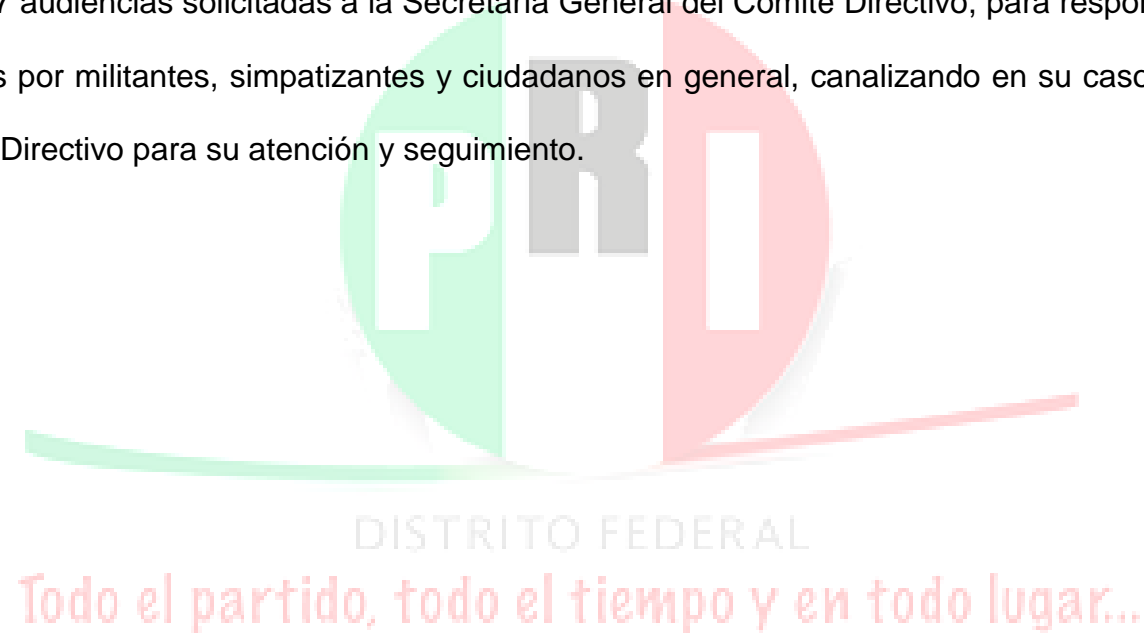 7 audiencias solicitadas a la Secretaría General del Comité Directivo, para
por militantes, simpatizantes y ciudadanos en general, canalizando en su caso
Directivo para su atención y seguimiento.
PRI
DISTRITO FEDERAL
Todo el partido, todo el tiempo y en todo lugar...